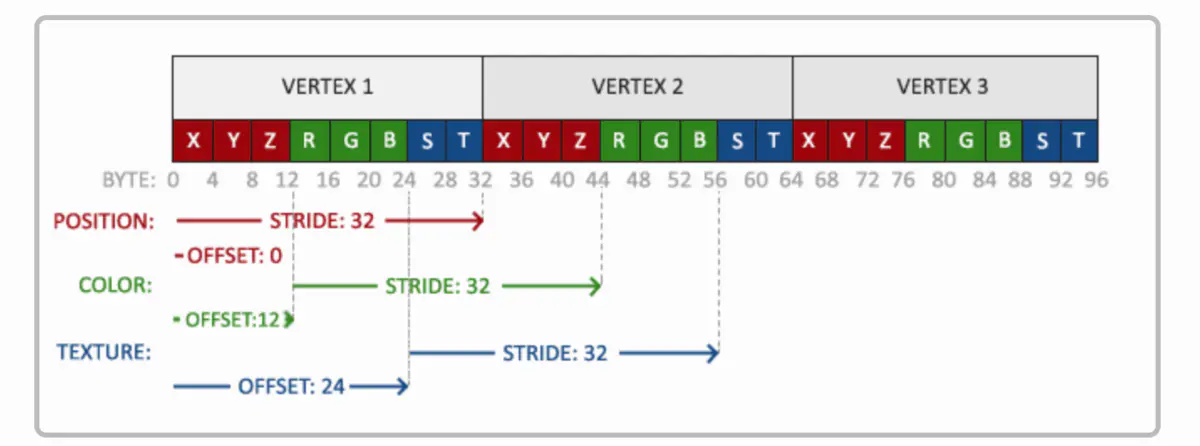 VERTEX 1 VERTEX 2 VERTEX 3
X Y Z R G B S T X Y Z R G B S T X Y Z R G B S T
BYTE: 0 4 8 12 16 20 24 28 32 36 40 44 48 52 56 60 64 68 72 76 80 84 88 92 96
POSITION: STRIDE: 32
OFFSET: 0
COLOR: STRIDE: 32
OFFSET:12
TEXTURE: STRIDE: 32
OFFSET: 24